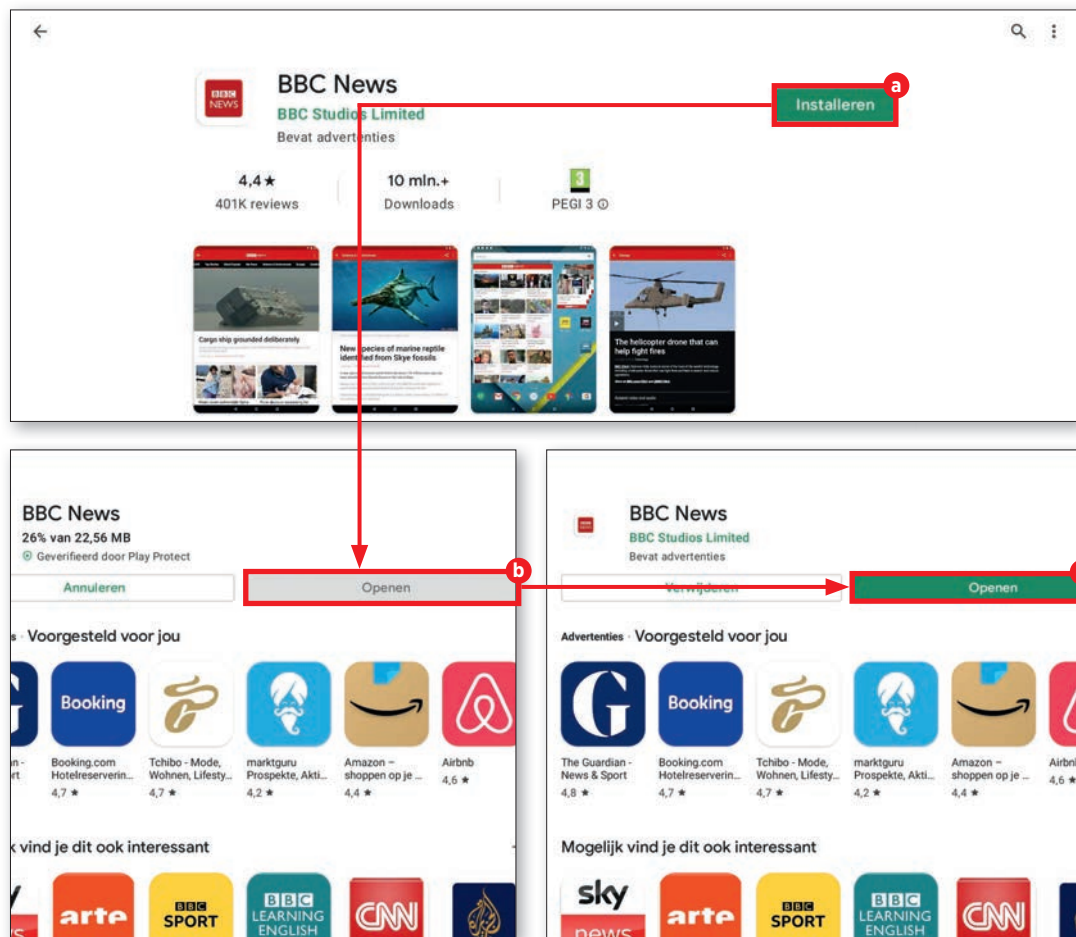 BBC
NEWS
BBC News
BBC Studios Limited
Bevat advertenties
Installeren
a
4,4★
401K reviews
10 mln.+
Downloads
3
PEGI 3
Cargo ship grounded deliberately
New species of marine reptile
identified from Skye fossils
The helicopter drone that can
help fight fires
BBC News
26% van 22,56 MB
Geverifieerd door Play Protect
Annuleren
Openen
b
· Voorgesteld voor jou
Booking
Booking.com
Hotelreserverin...
4,7 ★
Tchibo - Mode,
Wohnen, Lifesty...
4,7 ★
marktguru
Prospekte, Akti...
4,2 ★
Amazon –
shoppen op je ...
4,4 ★
Airbnb
4,6 ★
vind je dit ook interessant
arte
BBC
SPORT
BBC
LEARNING
ENGLISH
CNN
BBC News
BBC Studios Limited
Bevat advertenties
Verwijderen
Openen
Advertenties · Voorgesteld voor jou
G
Booking
The Guardian -
News & Sport
4,8 ★
Booking.com
Hotelreserverin...
4,7 ★
Tchibo - Mode,
Wohnen, Lifesty...
4,7 ★
marktguru
Prospekte, Akti...
4,2 ★
Amazon –
shoppen op je ...
4,4 ★
Airbn
4,6 ★
Mogelijk vind je dit ook interessant
sky
news
arte
BBC
SPORT
BBC
LEARNING
ENGLISH
CNN